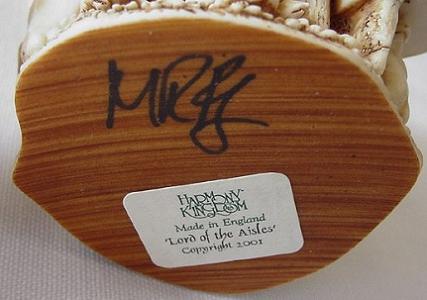 HARMONY
KINGDOM
Made in England
'Lord of the Aisles'
Copyright 2001